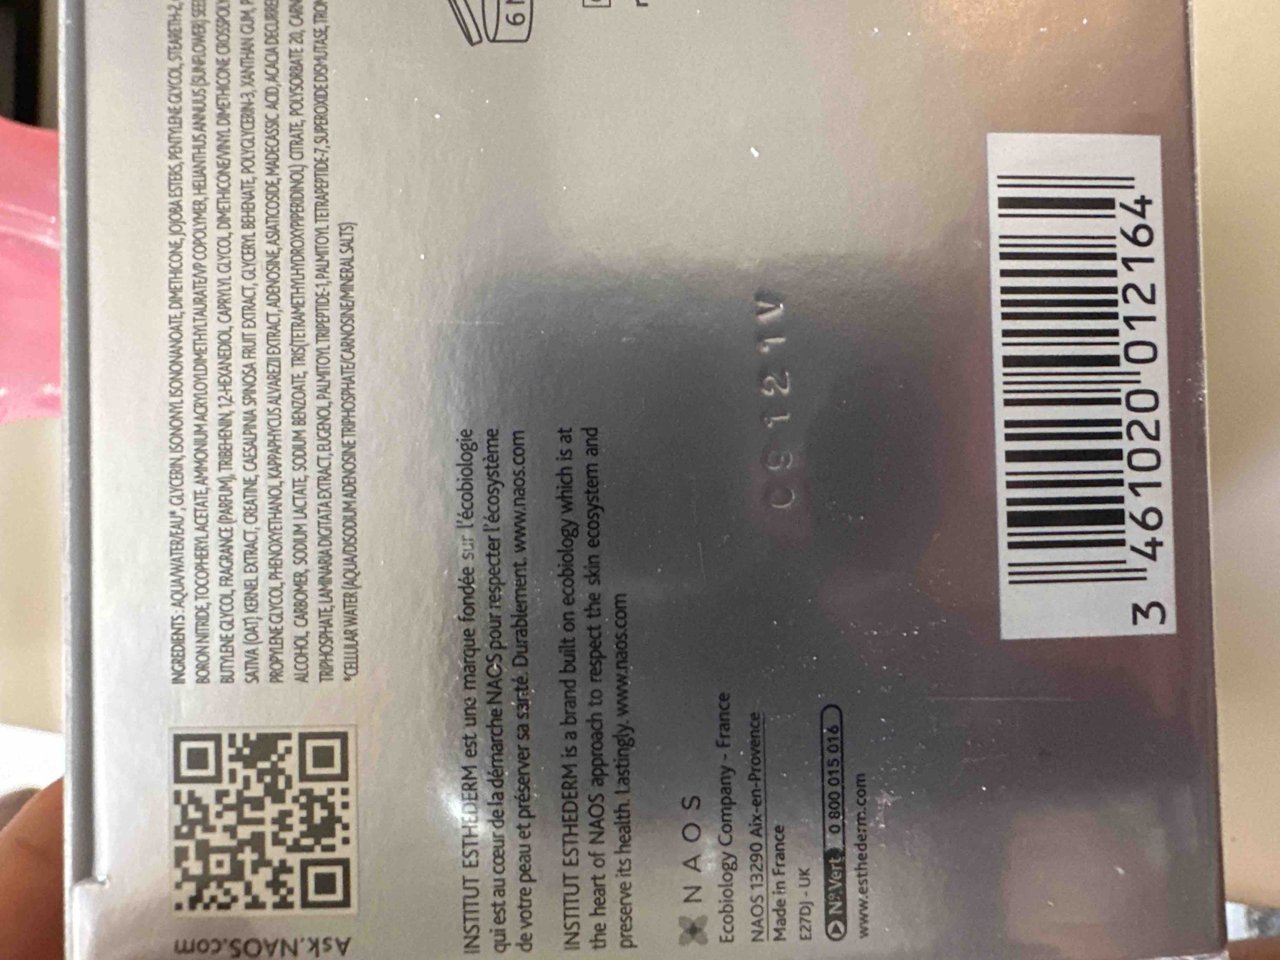 Ask.NAOS.com
INGREDIENTS : AQUA/WATER/EAU*, GLYCERIN, ISONONYL ISONONANOATE, DIMETHICONE, JOJOBA ESTERS, PENTYLENE GLYCOL, STEARETH-2,
BORON NITRIDE, TOCOPHERYL ACETATE, AMMONIUM ACRYLOYLDIMETHYLTAURATE/VP COPOLYMER, HELIANTHUS ANNUUS (SUNFLOWER) SEE
BUTYLENE GLYCOL, FRAGRANCE (PARFUM), TRIBEHENIN, 1,2-HEXANEDIOL, CAPRYLYL GLYCOL, DIMETHICONE/VINYL DIMETHICONE CROSSPOLY
SATIVA (OAT) KERNEL EXTRACT, CREATINE, CAESALPINIA SPINOSA FRUIT EXTRACT, GLYCERYL BEHENATE, POLYGLYCERIN-3, XANTHAN GUM, P
PROPYLENE GLYCOL, PHENOXYETHANOL, KAPPAPHYCUS ALVAREZII EXTRACT, ADENOSINE, ASIATICOSIDE, MADECASSIC ACID, ACACIA DECURRE
ALCOHOL, CARBOMER, SODIUM LACTATE, SODIUM BENZOATE, TRIS(TETRAMETHYLHYDROXYPIPERIDINOL) CITRATE, POLYSORBATE 20, CARN
TRIPHOSPHATE, LAMINARIA DIGITATA EXTRACT, EUGENOL, PALMITOYL TRIPEPTIDE-1, PALMITOYL TETRAPEPTIDE-7, SUPEROXIDE DISMUTASE, TRO
*CELLULAR WATER (AQUA/DISODIUM ADENOSINE TRIPHOSPHATE/CARNOSINE/MINERAL SALTS)
6 M
INSTITUT ESTHEDERM est une marque fondée sur l'écobiologie
qui est au cœur de la démarche NAOS pour respecter l'écosystème
de votre peau et préserver sa santé. Durablement. www.naos.com
INSTITUT ESTHEDERM is a brand built on ecobiology which is at
the heart of NAOS approach to respect the skin ecosystem and
preserve its health. Lastingly. www.naos.com
NAOS
Ecobiology Company - France
NAOS 13290 Aix-en-Provence
Made in France
E27DJ - UK
N° Vert 0 800 015 016
www.esthederm.com
CS 121V
3 461020 012164